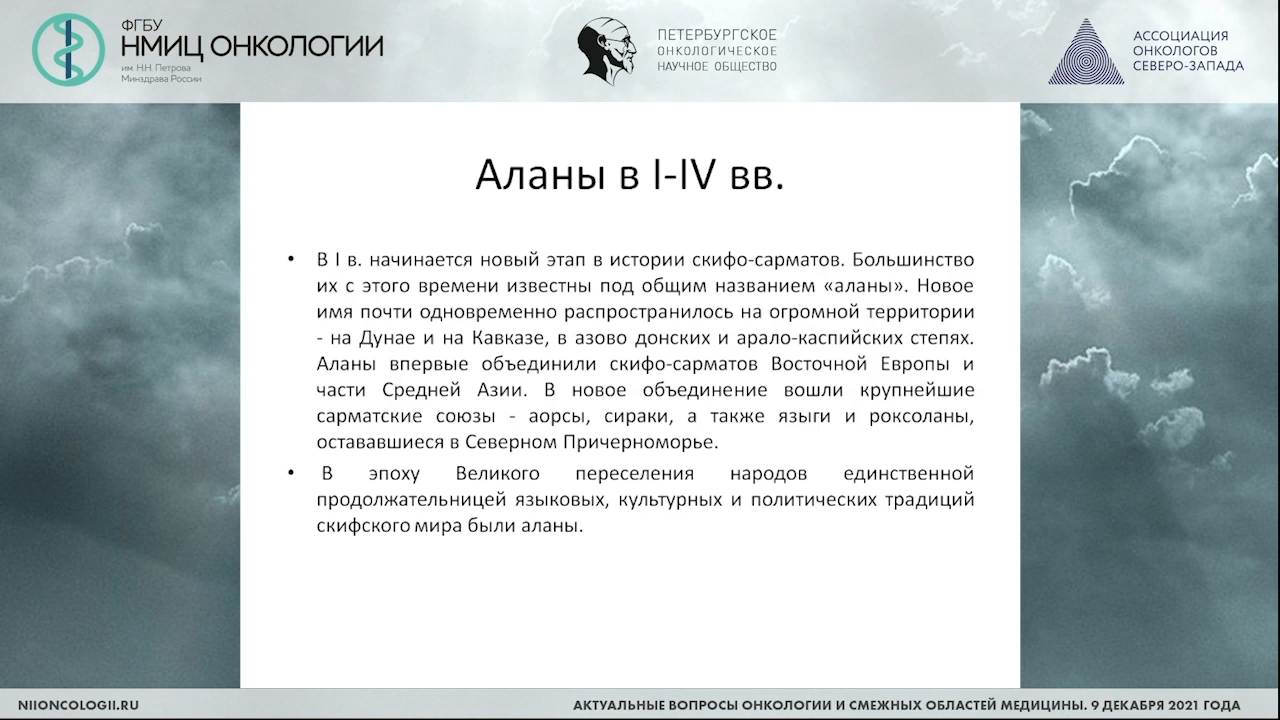 ФГБУ
НМИЦ ОНКОЛОГИИ
им. Н.Н. Петрова
Минздрава России
ПЕТЕРБУРГСКОЕ
ОНКОЛОГИЧЕСКОЕ
НАУЧНОЕ ОБЩЕСТВО
АССОЦИАЦИЯ
ОНКОЛОГОВ
СЕВЕРО-ЗАПАДА
Аланы в I-IV вв.
• В I в. начинается новый этап в истории скифо-сарматов. Большинство
их с этого времени известны под общим названием «аланы». Новое
имя почти одновременно распространилось на огромной территории
- на Дунае и на Кавказе, в азово донских и арало-каспийских степях.
Аланы впервые объединили скифо-сарматов Восточной Европы и
части Средней Азии. В новое объединение вошли крупнейшие
сарматские союзы - аорсы, сираки, а также языги и роксоланы,
остававшиеся в Северном Причерноморье.
• В эпоху Великого переселения народов единственной
продолжательницей языковых, культурных и политических традиций
скифского мира были аланы.
NIIONCOLOGII.RU
АКТУАЛЬНЫЕ ВОПРОСЫ ОНКОЛОГИИ И СМЕЖНЫХ ОБЛАСТЕЙ МЕДИЦИНЫ. 9 ДЕКАБРЯ 2021 ГОДА